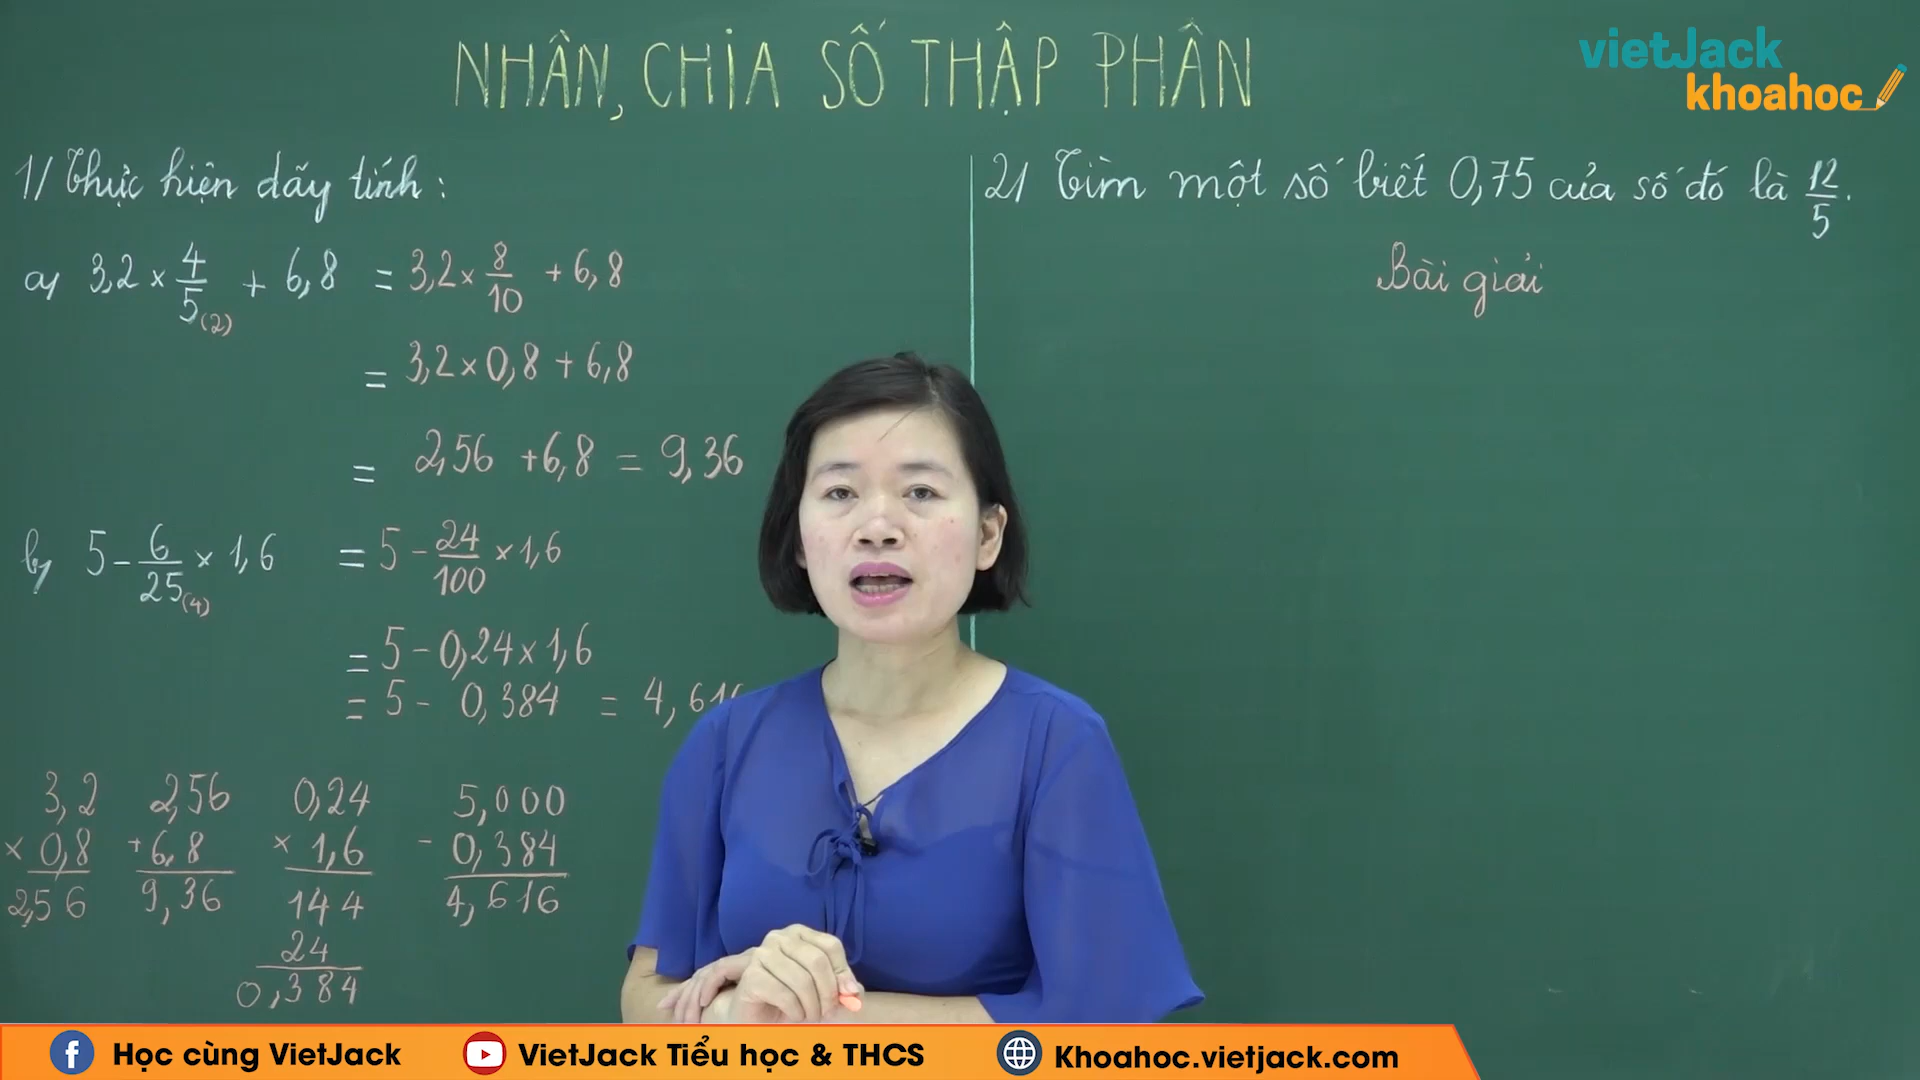 NHÂN, CHIA SỐ THẬP PHÂN
vietJack
khoahoc
1/ Thực hiện dãy tính:
a) 3,2 × 4/5 (2) + 6,8 = 3,2 × 8/10 + 6,8
= 3,2 × 0,8 + 6,8
= 2,56 + 6,8 = 9,36
b) 5 - 6/25 (4) × 1,6 = 5 - 24/100 × 1,6
= 5 - 0,24 × 1,6
= 5 - 0,384 = 4,616
3,2 2,56 0,24 5,000
× 0,8 + 6,8 × 1,6 - 0,384
2,56 9,36 144 4,616
24
0,384
2/ Tìm một số biết 0,75 của số đó là 12/5.
Bài giải
Học cùng VietJack
VietJack Tiểu học & THCS
Khoahoc.vietjack.com